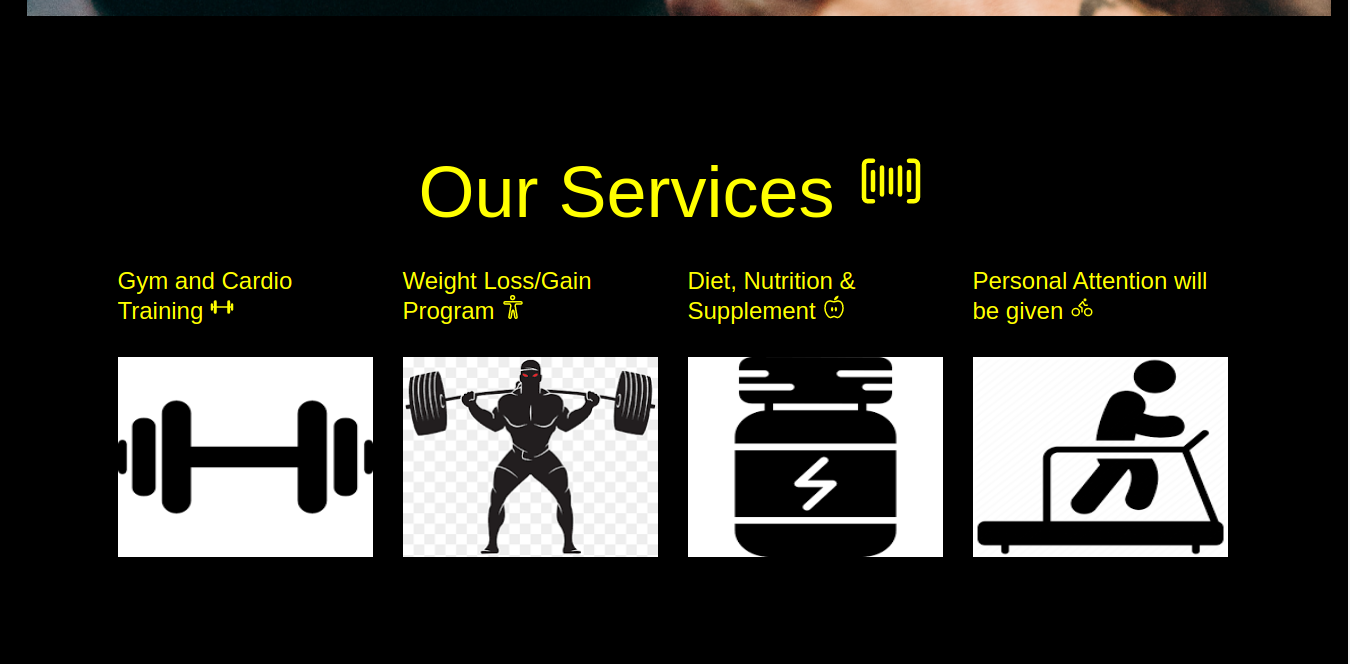 Our Services
Gym and Cardio
Training
Weight Loss/Gain
Program
Diet, Nutrition &
Supplement
Personal Attention will
be given